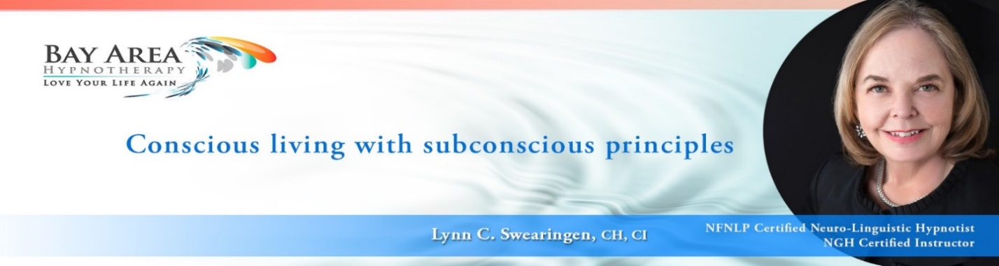 BAY AREA
HYPNOTHERAPY
LOVE YOUR LIFE AGAIN
Conscious living with subconscious principles
Lynn C. Swearingen, CH, CI
NFNLP Certified Neuro-Linguistic Hypnotist
NGH Certified Instructor